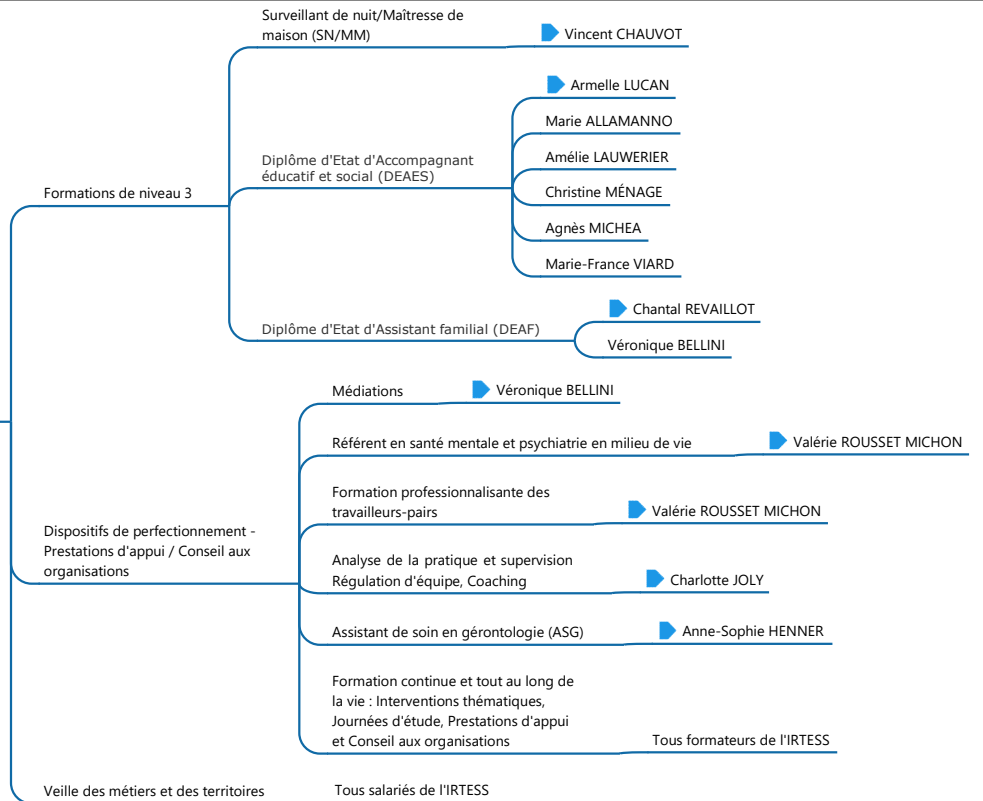 Formations de niveau 3
Surveillant de nuit/Maîtresse de
maison (SN/MM)
Vincent CHAUVOT
Diplôme d'Etat d'Accompagnant
éducatif et social (DEAES)
Armelle LUCAN
Marie ALLAMANNO
Amélie LAUWERIER
Christine MÉNAGE
Agnès MICHEA
Marie-France VIARD
Diplôme d'Etat d'Assistant familial (DEAF)
Chantal REVAILLOT
Véronique BELLINI
Dispositifs de perfectionnement -
Prestations d'appui / Conseil aux
organisations
Médiations
Véronique BELLINI
Référent en santé mentale et psychiatrie en milieu de vie
Valérie ROUSSET MICHON
Formation professionnalisante des
travailleurs-pairs
Valérie ROUSSET MICHON
Analyse de la pratique et supervision
Régulation d'équipe, Coaching
Charlotte JOLY
Assistant de soin en gérontologie (ASG)
Anne-Sophie HENNER
Formation continue et tout au long de
la vie : Interventions thématiques,
Journées d'étude, Prestations d'appui
et Conseil aux organisations
Tous formateurs de l'IRTESS
Veille des métiers et des territoires
Tous salariés de l'IRTESS